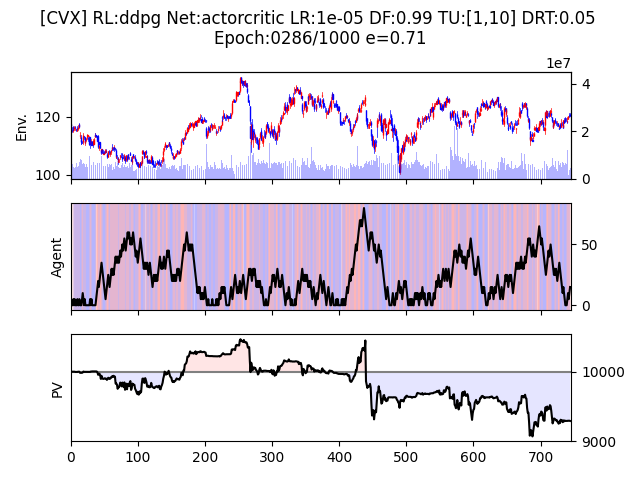 [CVX] RL:ddpg Net:actorcritic LR:1e-05 DF:0.99 TU:[1,10] DRT:0.05
Epoch:0286/1000 e=0.71
1e7
Env.
120
100
4
2
0
Agent
50
0
PV
10000
9000
0 100 200 300 400 500 600 700